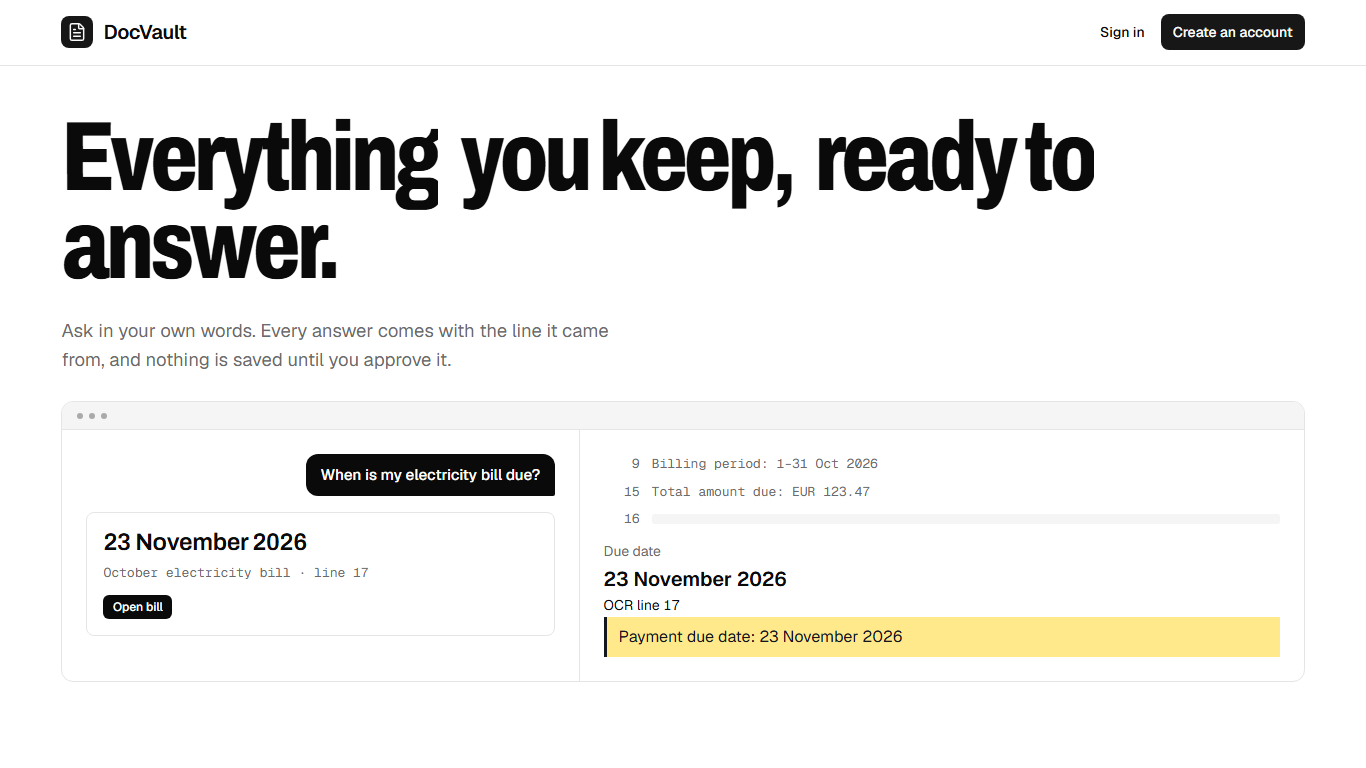 DocVault
Sign in
Create an account
Everything you keep, ready to
answer.
Ask in your own words. Every answer comes with the line it came
from, and nothing is saved until you approve it.
When is my electricity bill due?
23 November 2026
October electricity bill · line 17
Open bill
9 Billing period: 1–31 Oct 2026
15 Total amount due: EUR 123.47
16
Due date
23 November 2026
OCR line 17
Payment due date: 23 November 2026